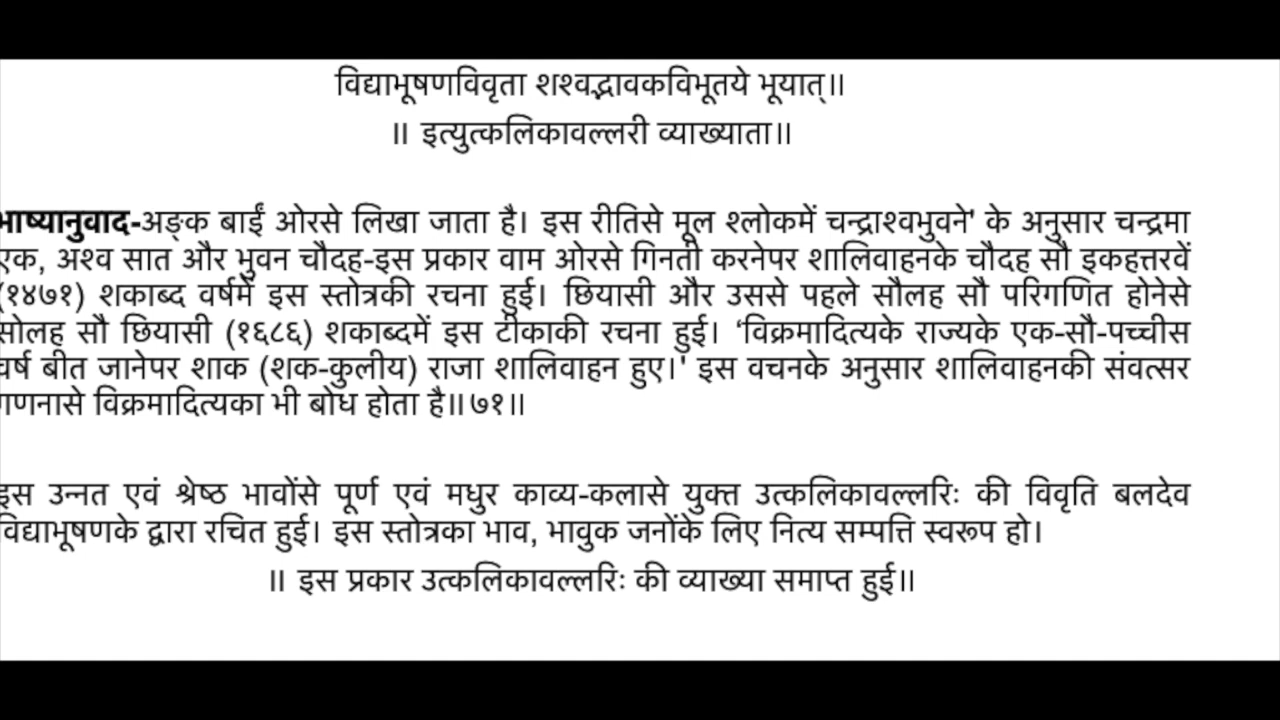 विद्याभूषणविवृता शश्वद्भावकविभूतये भूयात्॥
॥ इत्युत्कलिकावल्लरी व्याख्याता॥
भाष्यानुवाद-अङ्क बाईं ओरसे लिखा जाता है। इस रीतिसे मूल श्लोकमें चन्द्राश्वभुवने' के अनुसार चन्द्रमा
एक, अश्व सात और भुवन चौदह-इस प्रकार वाम ओरसे गिनती करनेपर शालिवाहनके चौदह सौ इकहत्तरवें
(१४७१) शकाब्द वर्षमें इस स्तोत्रकी रचना हुई। छियासी और उससे पहले सौलह सौ परिगणित होनेसे
सोलह सौ छियासी (१६८६) शकाब्दमें इस टीकाकी रचना हुई। ‘विक्रमादित्यके राज्यके एक-सौ-पच्चीस
वर्ष बीत जानेपर शाक (शक-कुलीय) राजा शालिवाहन हुए।' इस वचनके अनुसार शालिवाहनकी संवत्सर
गणनासे विक्रमादित्यका भी बोध होता है॥७१॥
इस उन्नत एवं श्रेष्ठ भावोंसे पूर्ण एवं मधुर काव्य-कलासे युक्त उत्कलिकावल्लरिः की विवृति बलदेव
विद्याभूषणके द्वारा रचित हुई। इस स्तोत्रका भाव, भावुक जनोंके लिए नित्य सम्पत्ति स्वरूप हो।
॥ इस प्रकार उत्कलिकावल्लरिः की व्याख्या समाप्त हुई॥